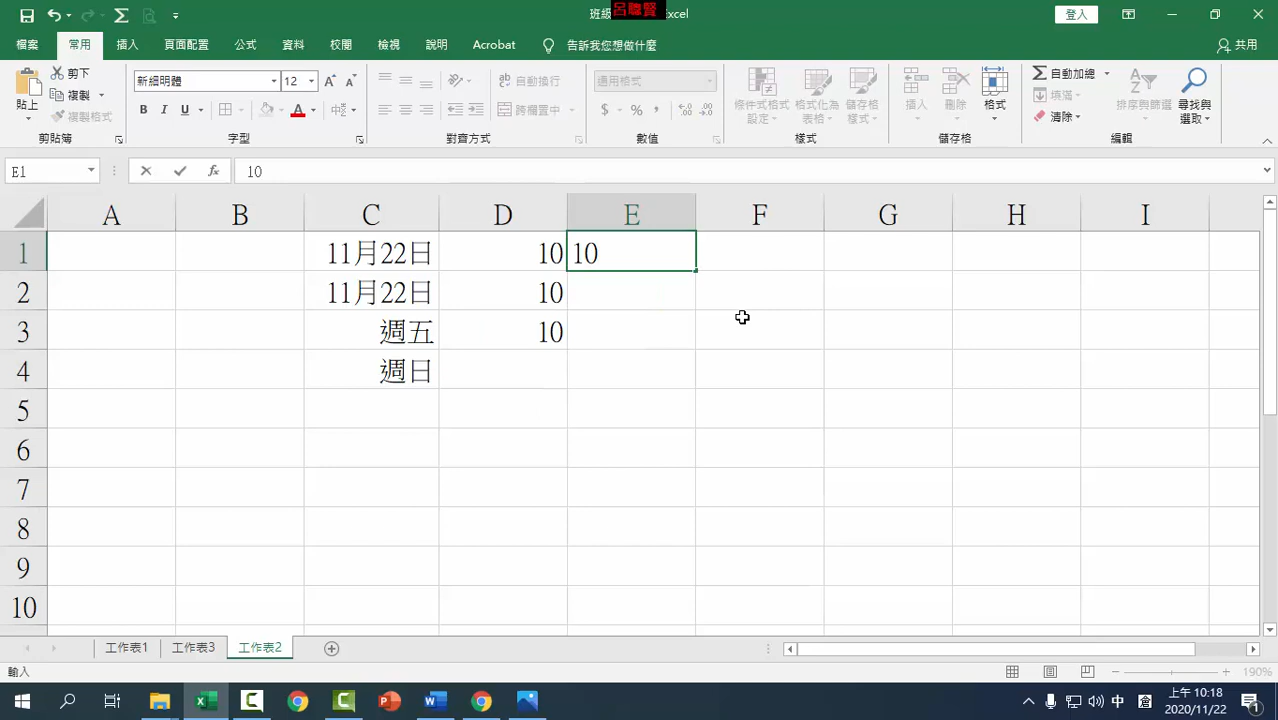 班級
呂聰賢
Excel
登入
檔案
常用
插入
頁面配置
公式
資料
校閱
檢視
說明
Acrobat
告訴我您想做什麼
共用
貼上
剪下
複製
複製格式
剪貼簿
新細明體
12
B I U
A
字型
自動換行
跨欄置中
對齊方式
通用格式
$ % ,
數值
條件式格式設定
格式化為表格
儲存格樣式
樣式
插入
刪除
格式
儲存格
自動加總
填滿
清除
排序與篩選
尋找與選取
編輯
E1
fx
10
A B C D E F G H I
1 11月22日 10 10
2 11月22日 10
3 週五 10
4 週日
5
6
7
8
9
10
工作表1 工作表3 工作表2
輸入
190%
中
上午 10:18
2020/11/22
1